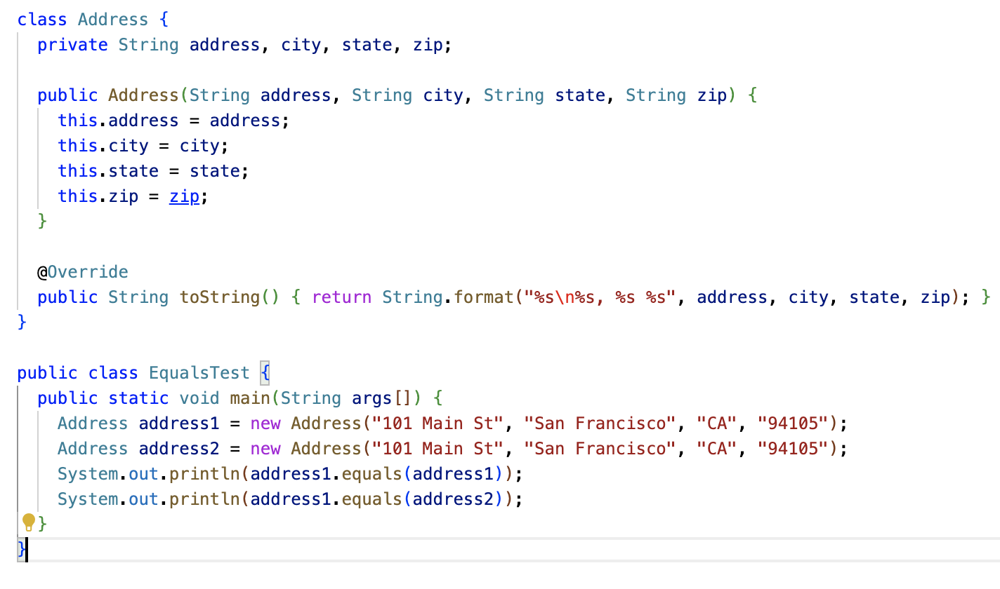 class Address {
  private String address, city, state, zip;

  public Address(String address, String city, String state, String zip) {
    this.address = address;
    this.city = city;
    this.state = state;
    this.zip = zip;
  }

  @Override
  public String toString() { return String.format("%s\n%s, %s %s", address, city, state, zip); }
}

public class EqualsTest {
  public static void main(String args[]) {
    Address address1 = new Address("101 Main St", "San Francisco", "CA", "94105");
    Address address2 = new Address("101 Main St", "San Francisco", "CA", "94105");
    System.out.println(address1.equals(address1));
    System.out.println(address1.equals(address2));
  }
}